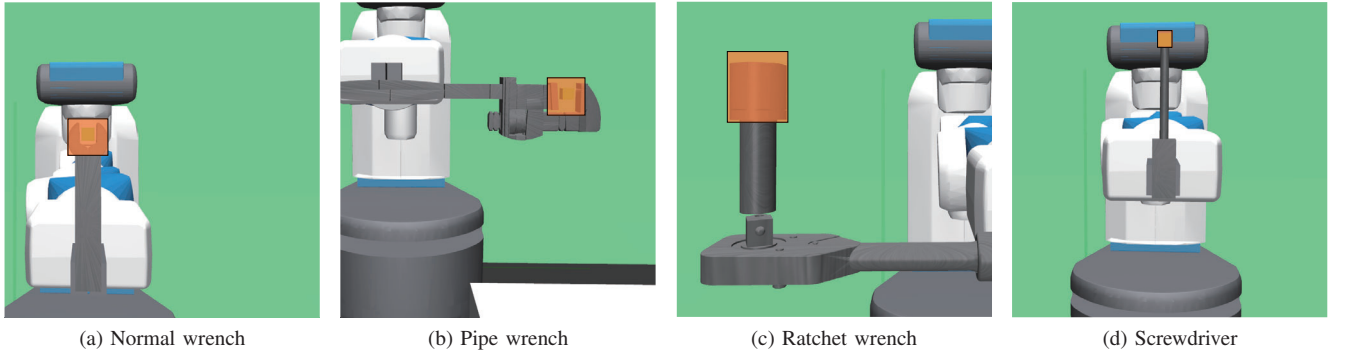 (a) Normal wrench
(b) Pipe wrench
(c) Ratchet wrench
(d) Screwdriver